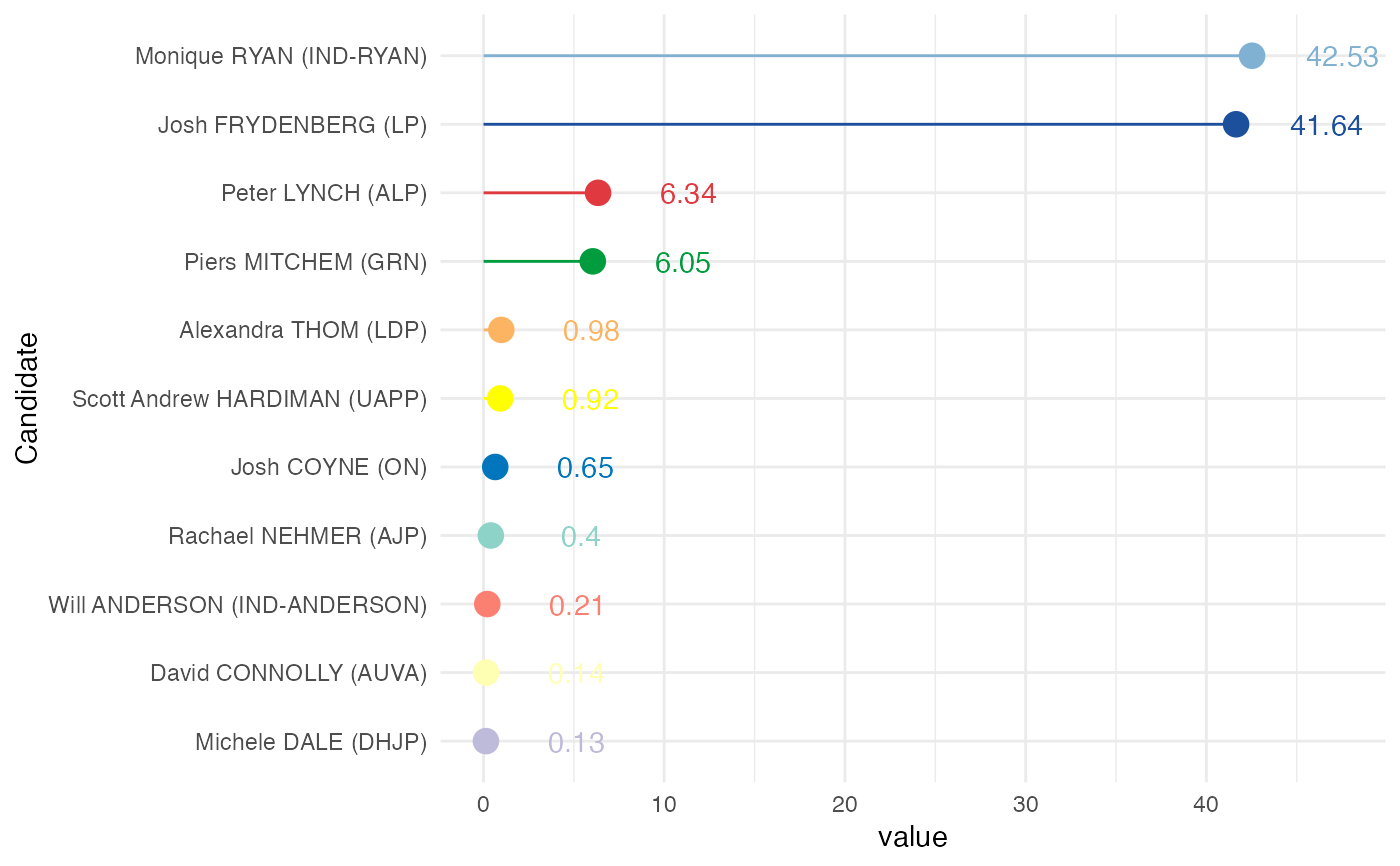 Monique RYAN (IND-RYAN) 42.53
Josh FRYDENBERG (LP) 41.64
Peter LYNCH (ALP) 6.34
Piers MITCHEM (GRN) 6.05
Alexandra THOM (LDP) 0.98
Scott Andrew HARDIMAN (UAPP) 0.92
Josh COYNE (ON) 0.65
Rachael NEHMER (AJP) 0.4
Will ANDERSON (IND-ANDERSON) 0.21
David CONNOLLY (AUVA) 0.14
Michele DALE (DHJP) 0.13
Candidate
0 10 20 30 40
value